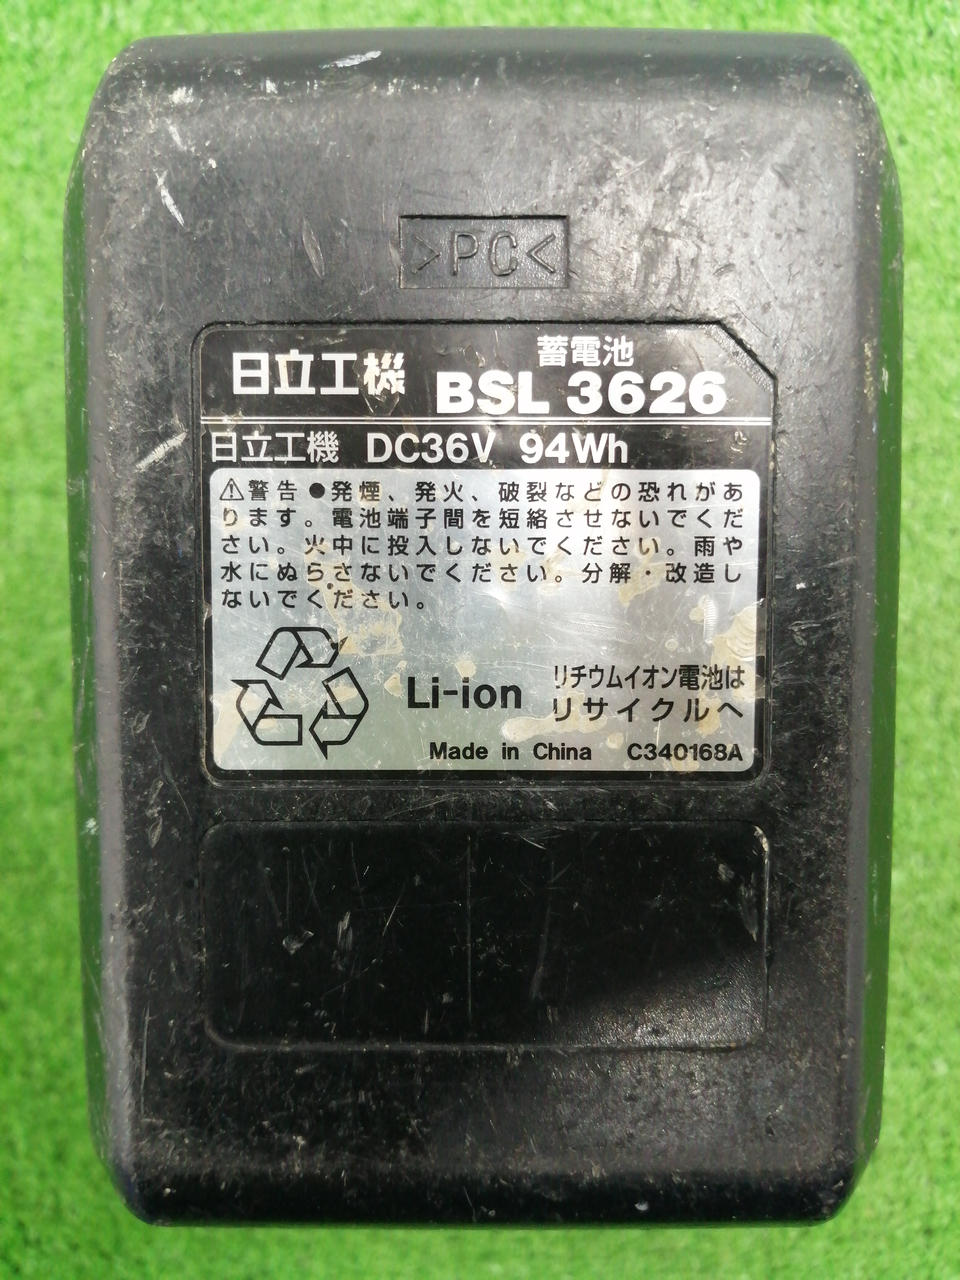 >PC<
日立工機
蓄電池
BSL 3626
日立工機 DC36V 94Wh
⚠警告●発煙、発火、破裂などの恐れがあ
ります。電池端子間を短絡させないでくだ
さい。火中に投入しないでください。雨や
水にぬらさないでください。分解・改造し
ないでください。
Li-ion
リチウムイオン電池は
リサイクルへ
Made in China C340168A